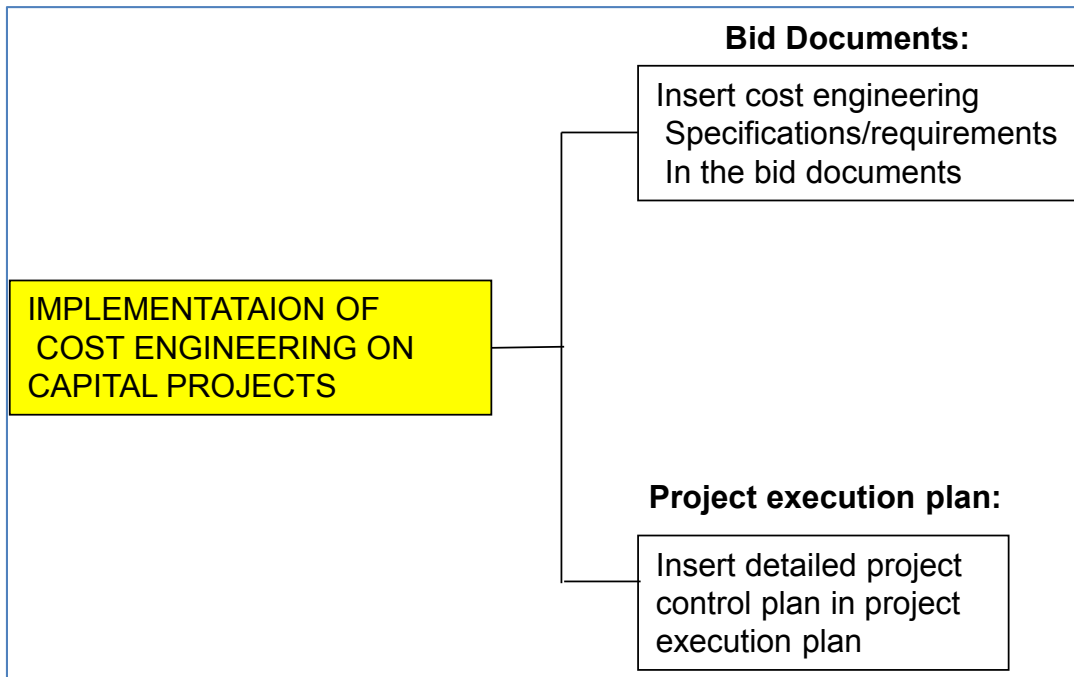 Bid Documents:
Insert cost engineering
Specifications/requirements
In the bid documents
IMPLEMENTATAION OF
COST ENGINEERING ON
CAPITAL PROJECTS
Project execution plan:
Insert detailed project
control plan in project
execution plan